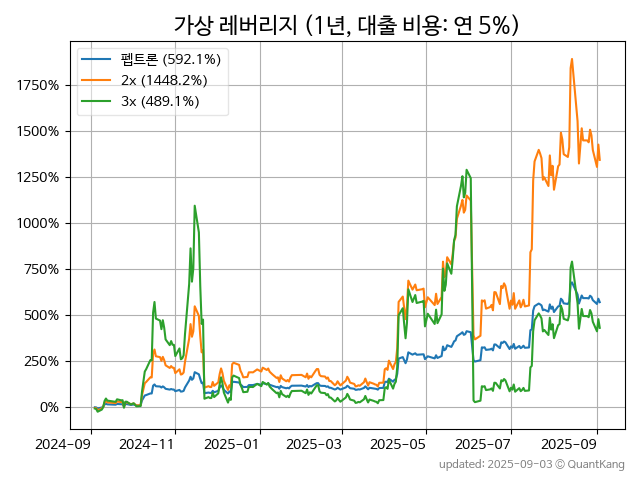 가상 레버리지 (1년, 대출 비용: 연 5%)
펩트론 (592.1%)
2x (1448.2%)
3x (489.1%)
1750%
1500%
1250%
1000%
750%
500%
250%
0%
2024-09 2024-11 2025-01 2025-03 2025-05 2025-07 2025-09
updated: 2025-09-03 © QuantKang